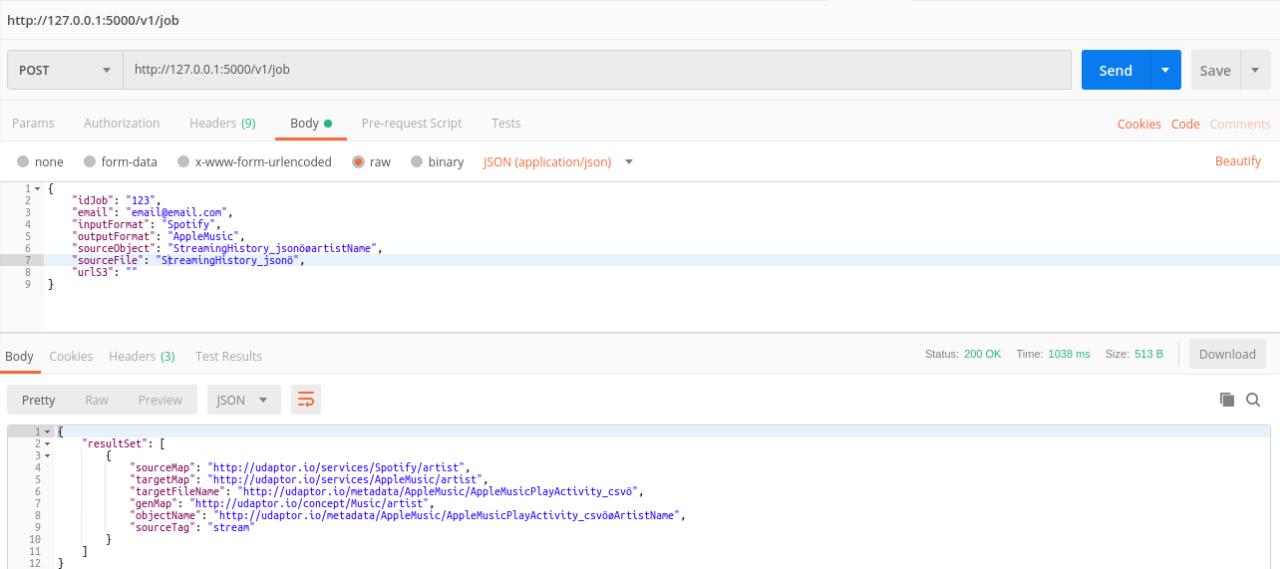 http://127.0.0.1:5000/v1/job
POST http://127.0.0.1:5000/v1/job Send Save
Params Authorization Headers (9) Body Pre-request Script Tests Cookies Code Comments
none form-data x-www-form-urlencoded raw binary JSON (application/json) Beautify
1 {
2 "idJob": "123",
3 "email": "email@email.com",
4 "inputFormat": "Spotify",
5 "outputFormat": "AppleMusic",
6 "sourceObject": "StreamingHistory_jsonöøartistName",
7 "sourceFile": "StreamingHistory_jsonö",
8 "urlS3": ""
9 }
Body Cookies Headers (3) Test Results Status: 200 OK Time: 1038 ms Size: 513 B Download
Pretty Raw Preview JSON
1 {
2 "resultSet": [
3 {
4 "sourceMap": "http://udaptor.io/services/Spotify/artist",
5 "targetMap": "http://udaptor.io/services/AppleMusic/artist",
6 "targetFileName": "http://udaptor.io/metadata/AppleMusic/AppleMusicPlayActivity_csvö",
7 "genMap": "http://udaptor.io/concept/Music/artist",
8 "objectName": "http://udaptor.io/metadata/AppleMusic/AppleMusicPlayActivity_csvöøArtistName",
9 "sourceTag": "stream"
10 }
11 ]
12 }